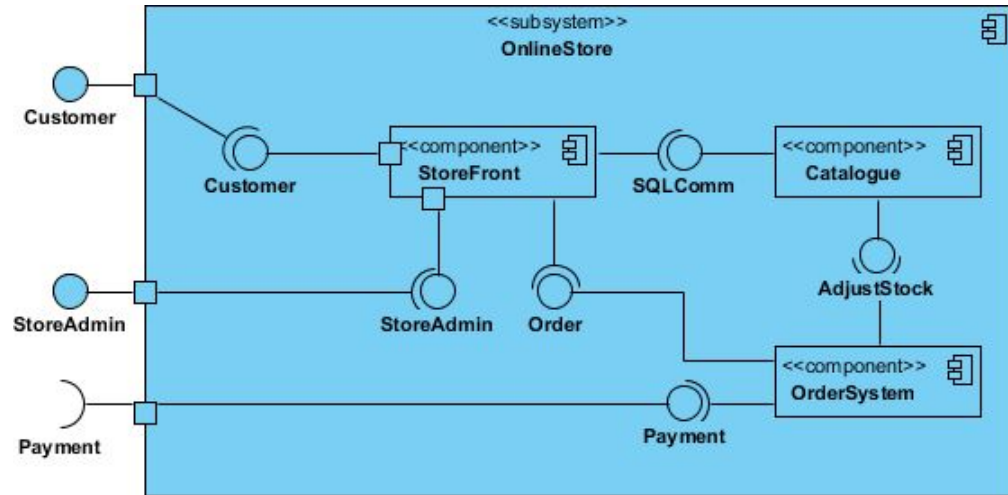 <<subsystem>>
OnlineStore
Customer
Customer
<<component>>
StoreFront
SQLComm
<<component>>
Catalogue
StoreAdmin
StoreAdmin
Order
AdjustStock
<<component>>
OrderSystem
Payment
Payment